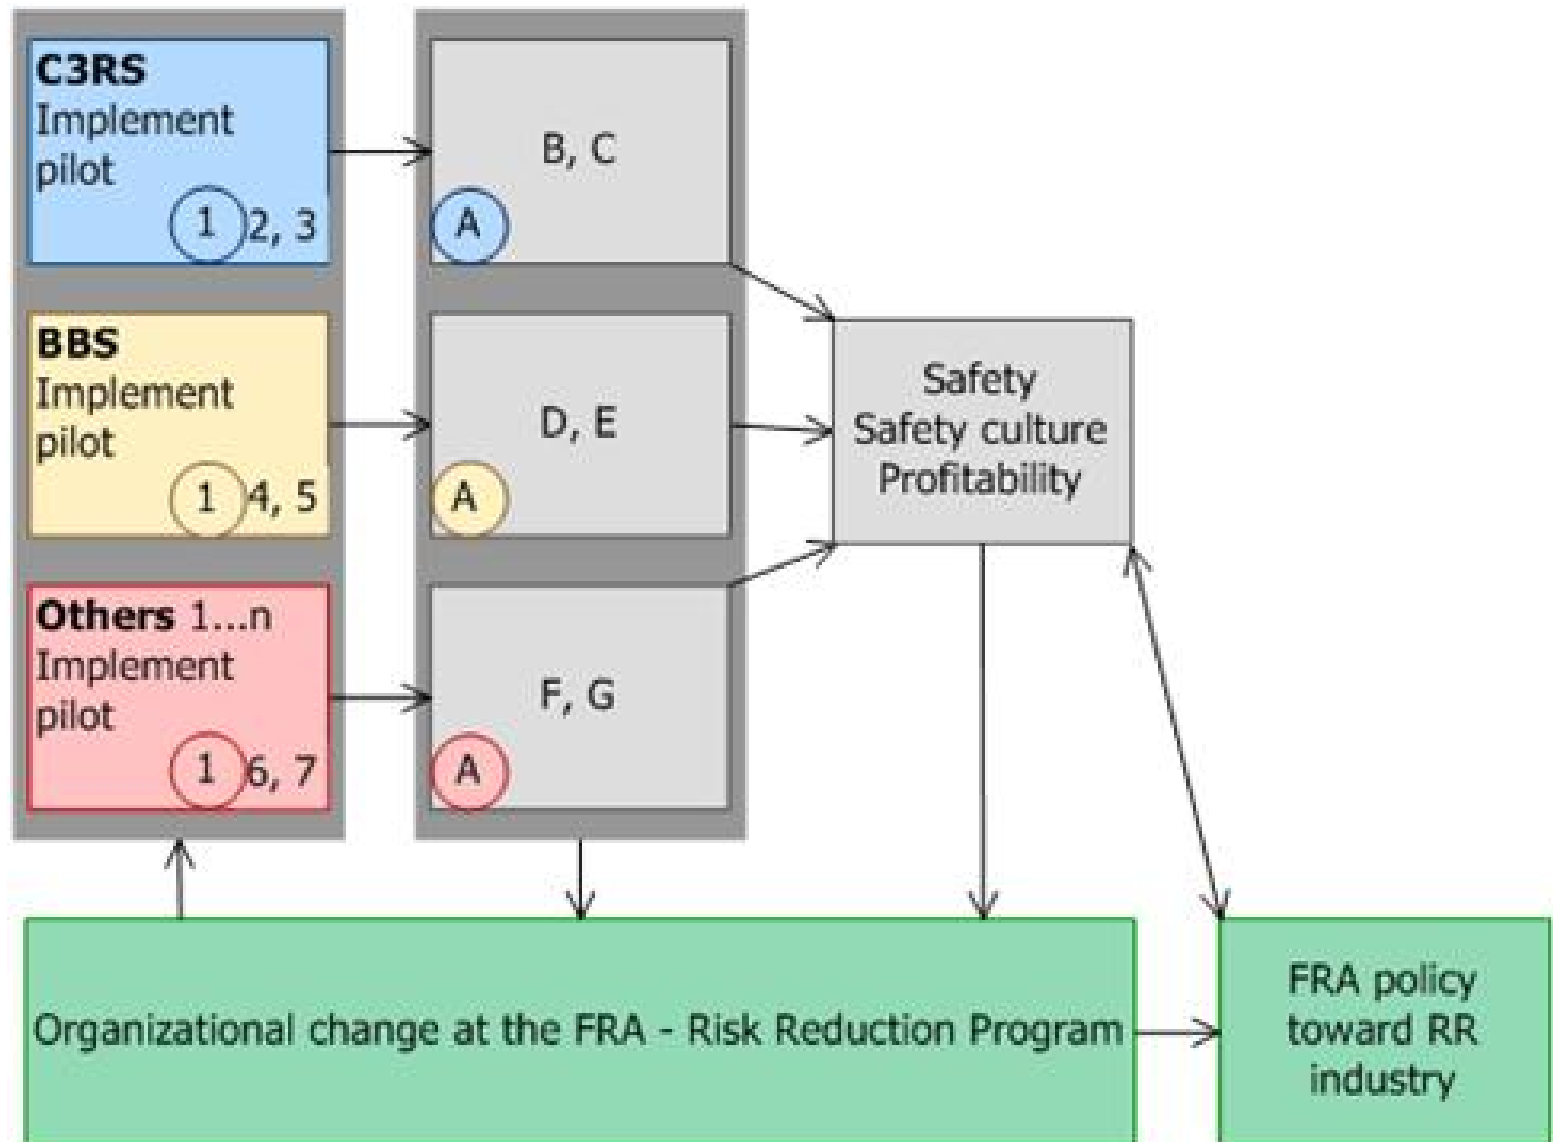 C3RS
Implement
pilot
1 2, 3
B, C
A
BBS
Implement
pilot
1 4, 5
D, E
A
Others 1...n
Implement
pilot
1 6, 7
F, G
A
Safety
Safety culture
Profitability
Organizational change at the FRA - Risk Reduction Program
FRA policy
toward RR
industry